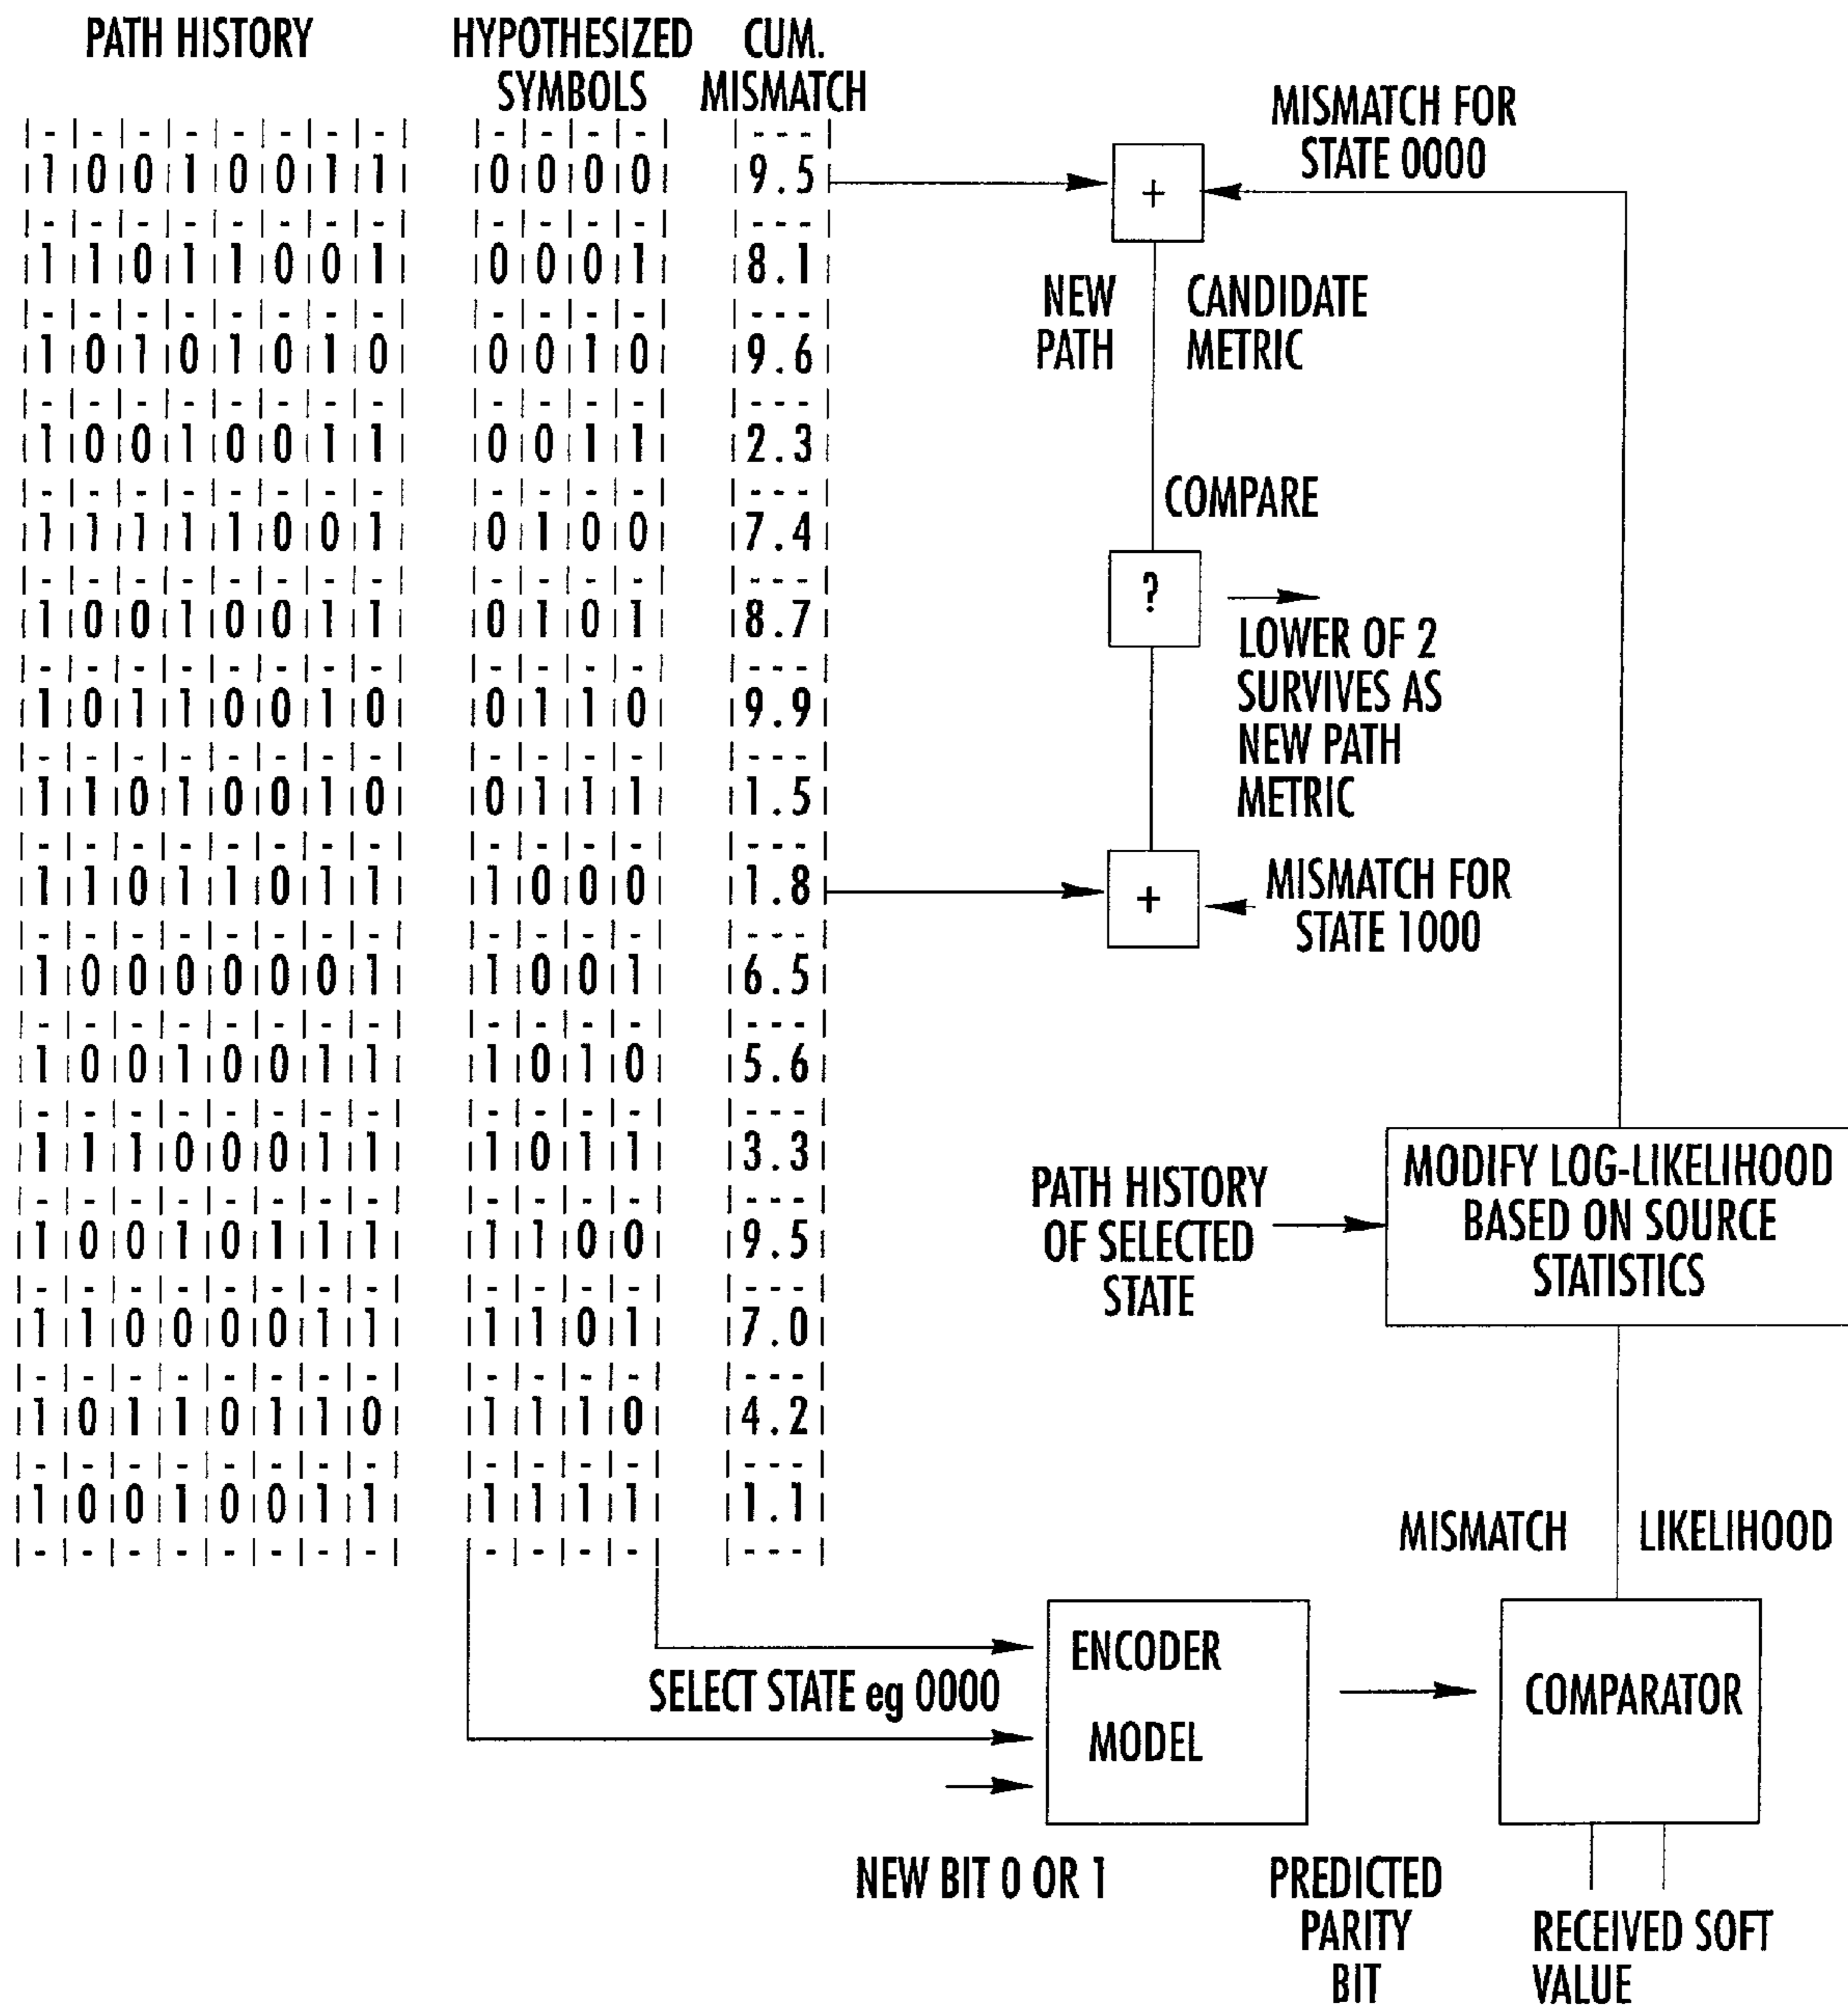 PATH HISTORY HYPOTHESIZED SYMBOLS CUM. MISMATCH
1 0 0 1 0 0 1 1 0 0 0 0 9.5
1 1 0 1 1 0 0 1 0 0 0 1 8.1
1 0 1 0 1 0 1 0 0 0 1 0 9.6
1 0 0 1 0 0 1 1 0 0 1 1 2.3
1 1 1 1 1 0 0 1 0 1 0 0 7.4
1 0 0 1 0 0 1 1 0 1 0 1 8.7
1 0 1 1 0 0 1 0 0 1 1 0 9.9
1 1 0 1 0 0 1 0 0 1 1 1 1.5
1 1 0 1 1 0 1 1 1 0 0 0 1.8
1 0 0 0 0 0 0 1 1 0 0 1 6.5
1 0 0 1 0 0 1 1 1 0 1 0 5.6
1 1 1 0 0 0 1 1 1 0 1 1 3.3
1 0 0 1 0 1 1 1 1 1 0 0 9.5
1 1 0 0 0 0 1 1 1 1 0 1 7.0
1 0 1 1 0 1 1 0 1 1 1 0 4.2
1 0 0 1 0 0 1 1 1 1 1 1 1.1
MISMATCH FOR
STATE 0000
+
NEW CANDIDATE
PATH METRIC
COMPARE
?
LOWER OF 2
SURVIVES AS
NEW PATH
METRIC
+
MISMATCH FOR
STATE 1000
PATH HISTORY
OF SELECTED
STATE
MODIFY LOG-LIKELIHOOD
BASED ON SOURCE
STATISTICS
MISMATCH LIKELIHOOD
ENCODER
MODEL
SELECT STATE eg 0000
COMPARATOR
NEW BIT 0 OR 1
PREDICTED
PARITY
BIT
RECEIVED SOFT
VALUE